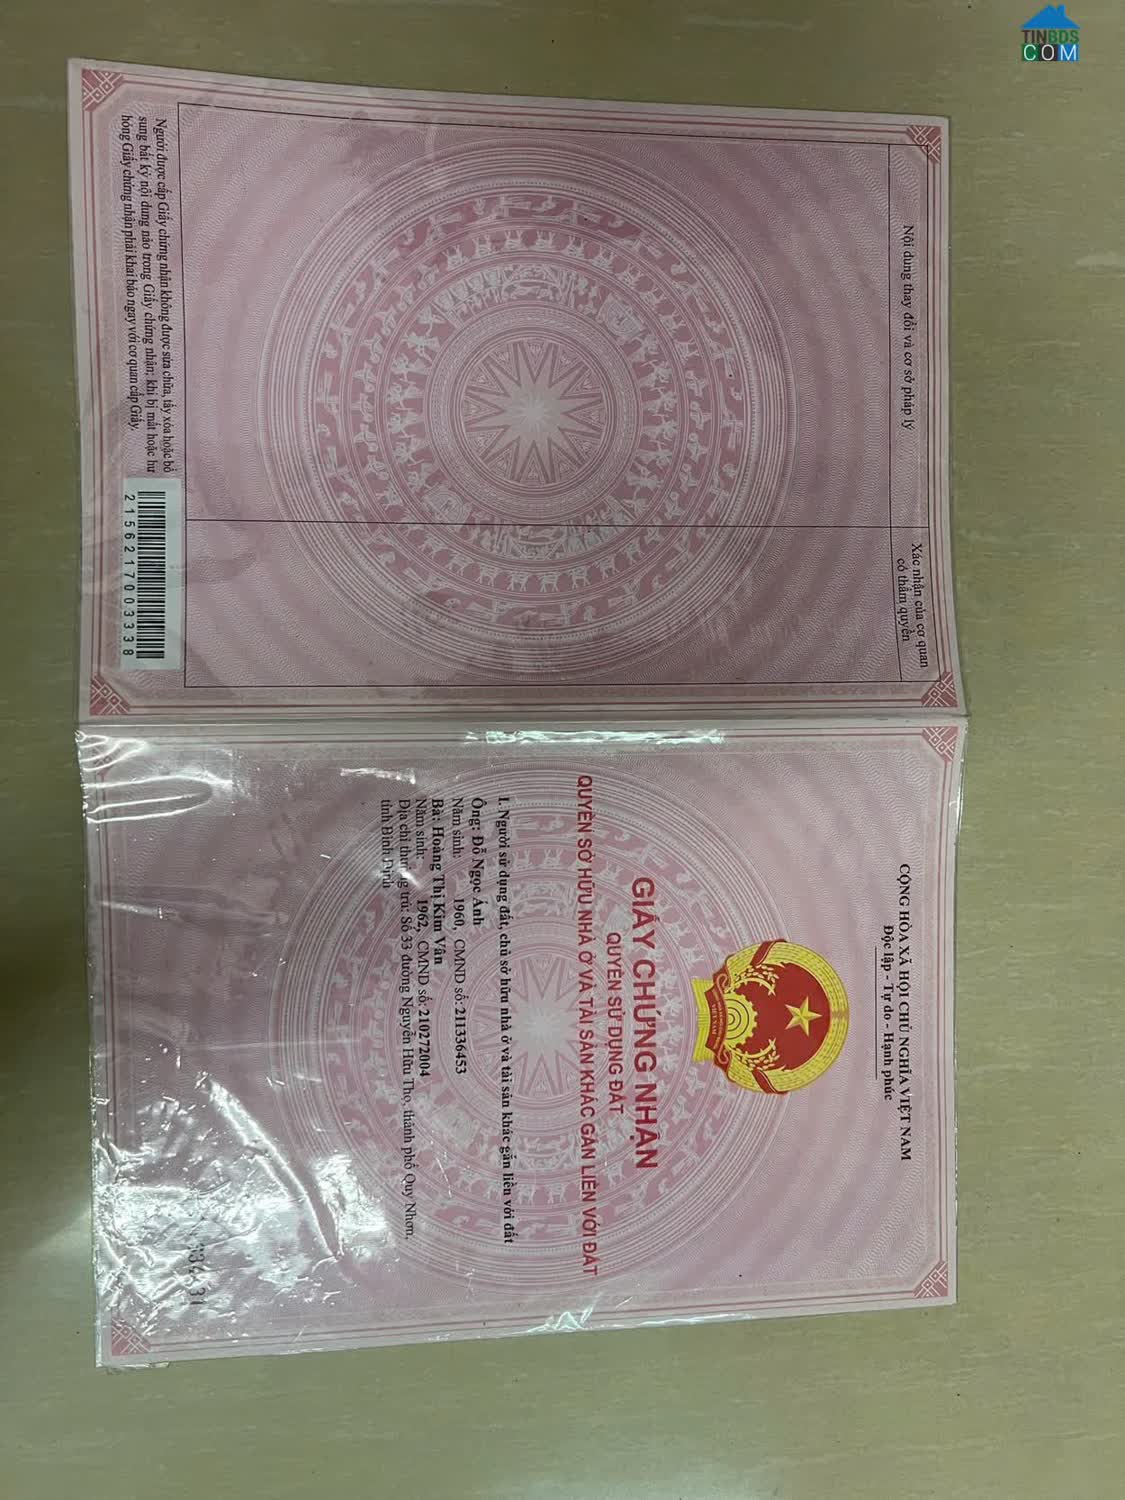 TINBDS
COM
Nội dung thay đổi và cơ sở pháp lý
Xác nhận của cơ quan
có thẩm quyền
Người được cấp Giấy chứng nhận không được sửa chữa, tẩy xóa hoặc bổ
sung bất kỳ nội dung nào trong Giấy chứng nhận; khi bị mất hoặc hư
hỏng Giấy chứng nhận phải khai báo ngay với cơ quan cấp Giấy.
2156217003338
CỘNG HÒA XÃ HỘI CHỦ NGHĨA VIỆT NAM
Độc lập - Tự do - Hạnh phúc
VIỆT NAM
GIẤY CHỨNG NHẬN
QUYỀN SỬ DỤNG ĐẤT
QUYỀN SỞ HỮU NHÀ Ở VÀ TÀI SẢN KHÁC GẮN LIỀN VỚI ĐẤT
I. Người sử dụng đất, chủ sở hữu nhà ở và tài sản khác gắn liền với đất
Ông: Đỗ Ngọc Ánh
Năm sinh: 1960, CMND số: 211336453
Bà: Hoàng Thị Kim Vân
Năm sinh: 1962, CMND số: 210272004
Địa chỉ thường trú: Số 33 đường Nguyễn Hữu Thọ, thành phố Quy Nhơn,
tỉnh Bình Định